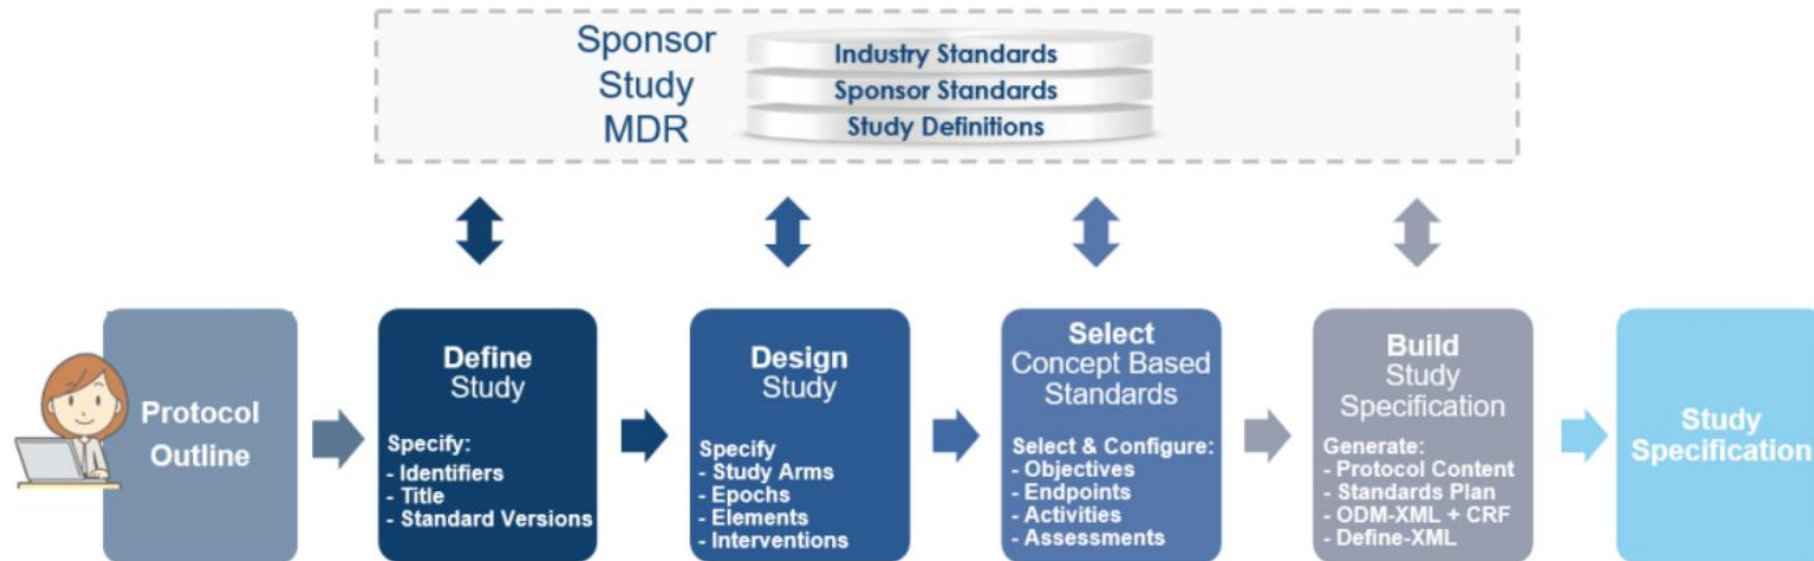 Sponsor
Study
MDR
Industry Standards
Sponsor Standards
Study Definitions
Protocol
Outline
Define
Study
Specify:
- Identifiers
- Title
- Standard Versions
Design
Study
Specify
- Study Arms
- Epochs
- Elements
- Interventions
Select
Concept Based
Standards
Select & Configure:
- Objectives
- Endpoints
- Activities
- Assessments
Build
Study
Specification
Generate:
- Protocol Content
- Standards Plan
- ODM-XML + CRF
- Define-XML
Study
Specification